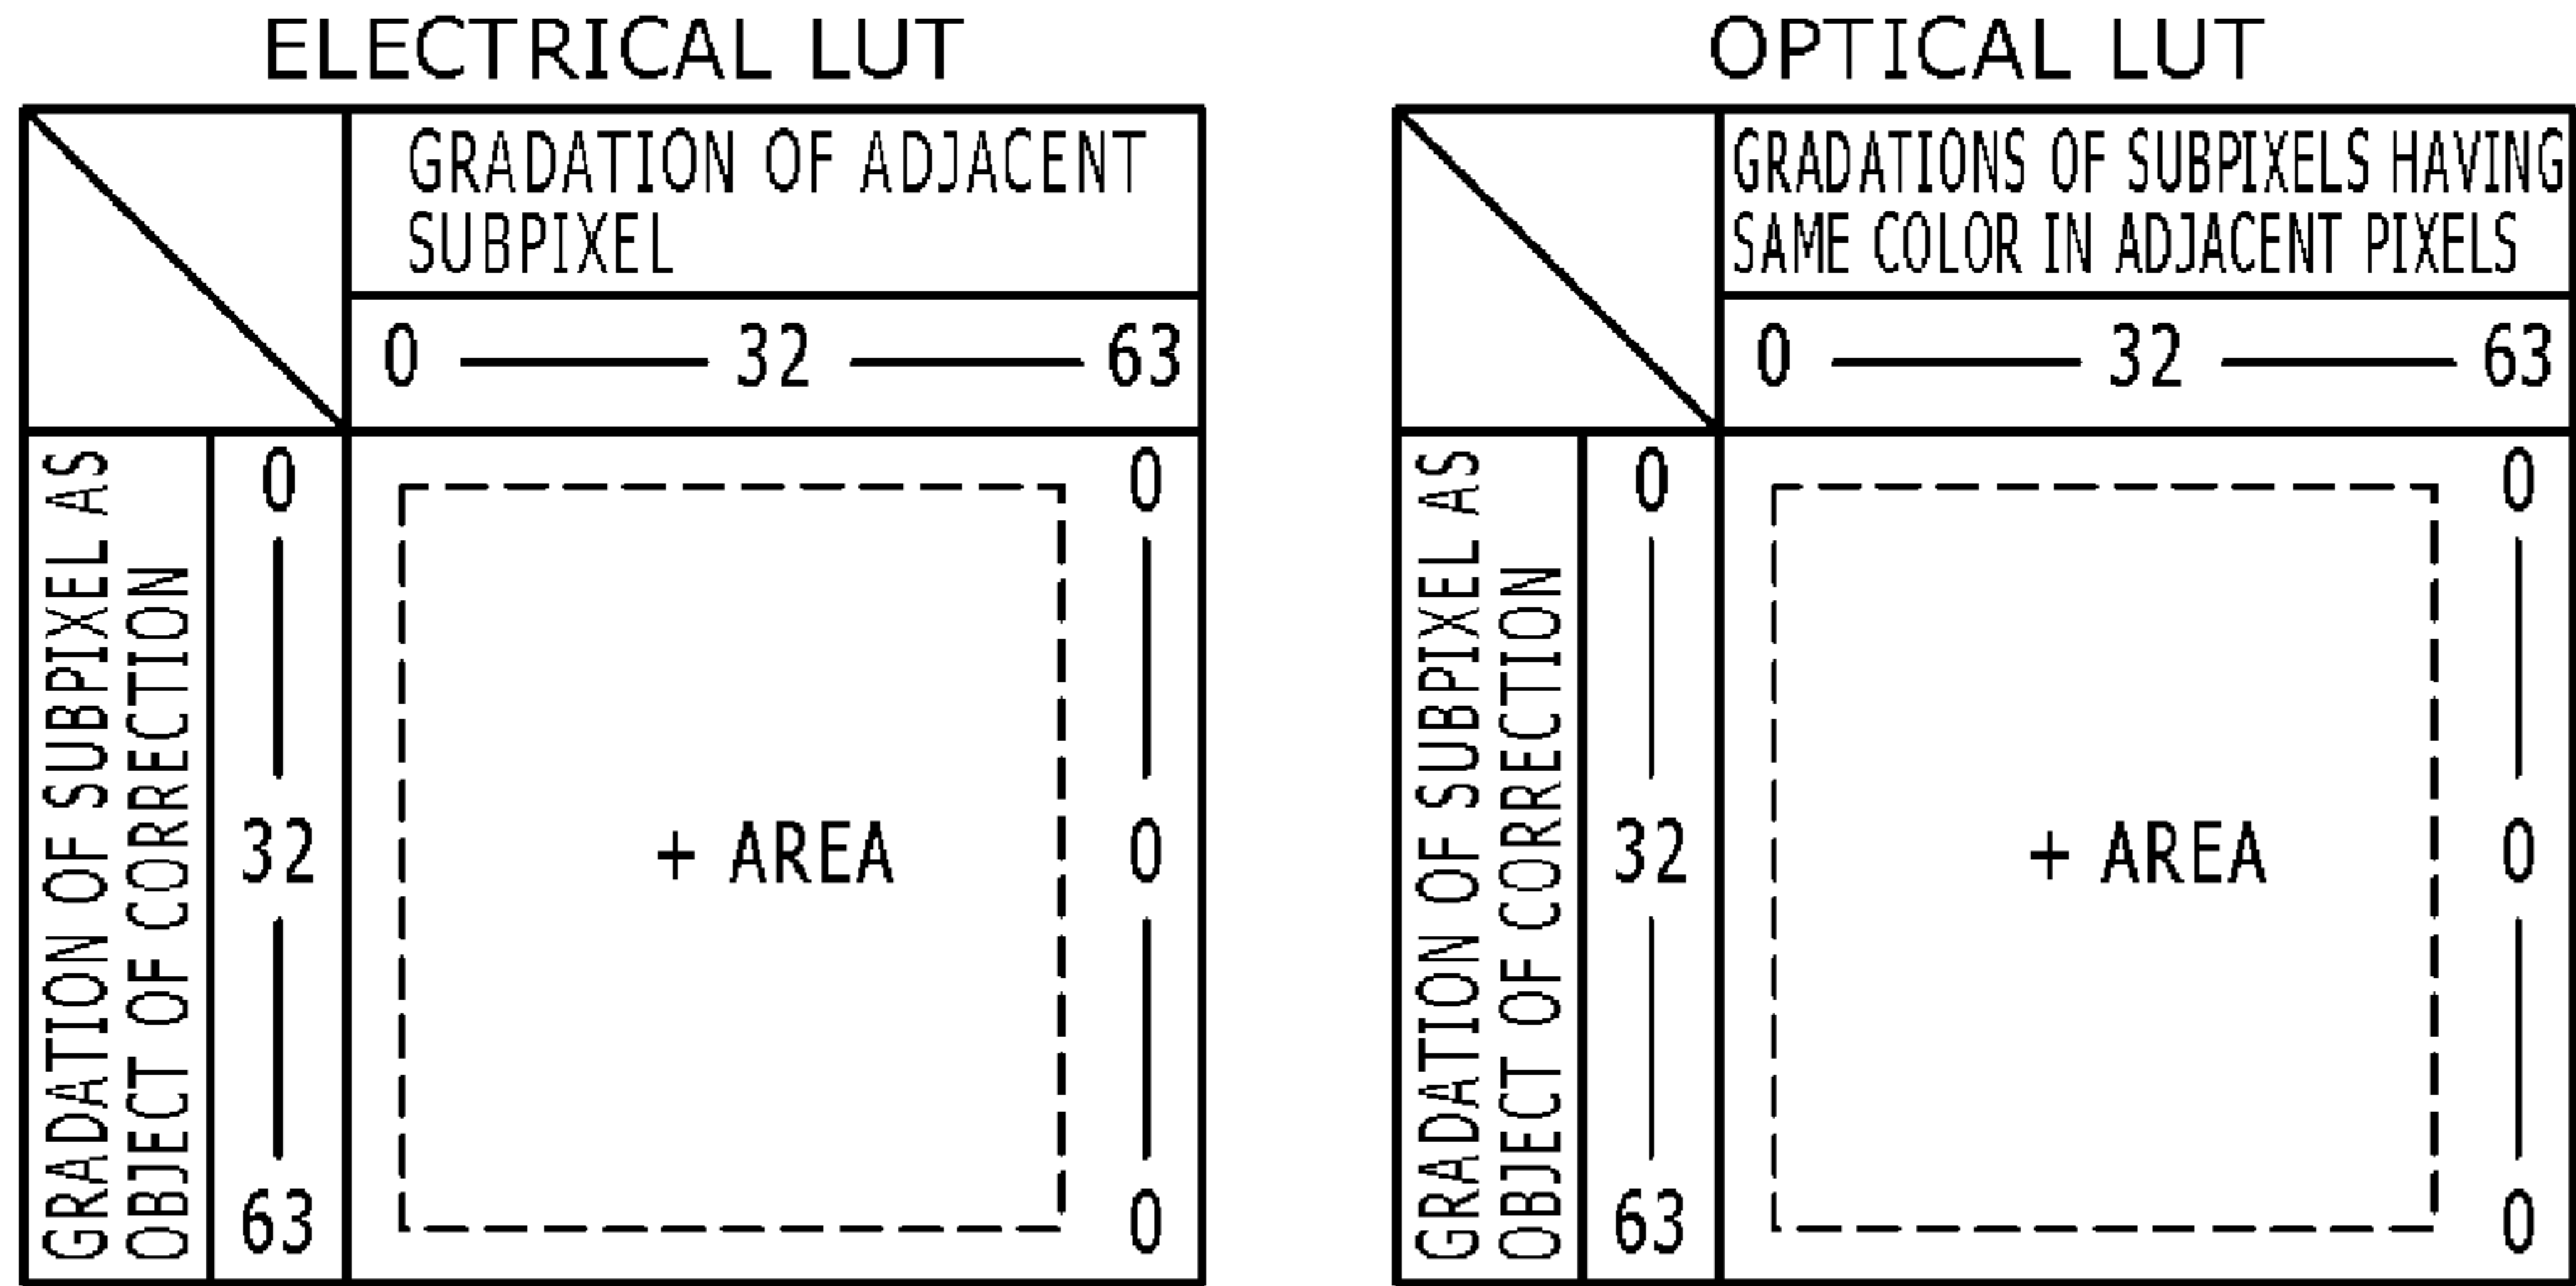 ELECTRICAL LUT
GRADATION OF ADJACENT
SUBPIXEL
0 32 63
GRADATION OF SUBPIXEL AS
OBJECT OF CORRECTION
0 0
32 + AREA 0
63 0
OPTICAL LUT
GRADATIONS OF SUBPIXELS HAVING
SAME COLOR IN ADJACENT PIXELS
0 32 63
GRADATION OF SUBPIXEL AS
OBJECT OF CORRECTION
0 0
32 + AREA 0
63 0